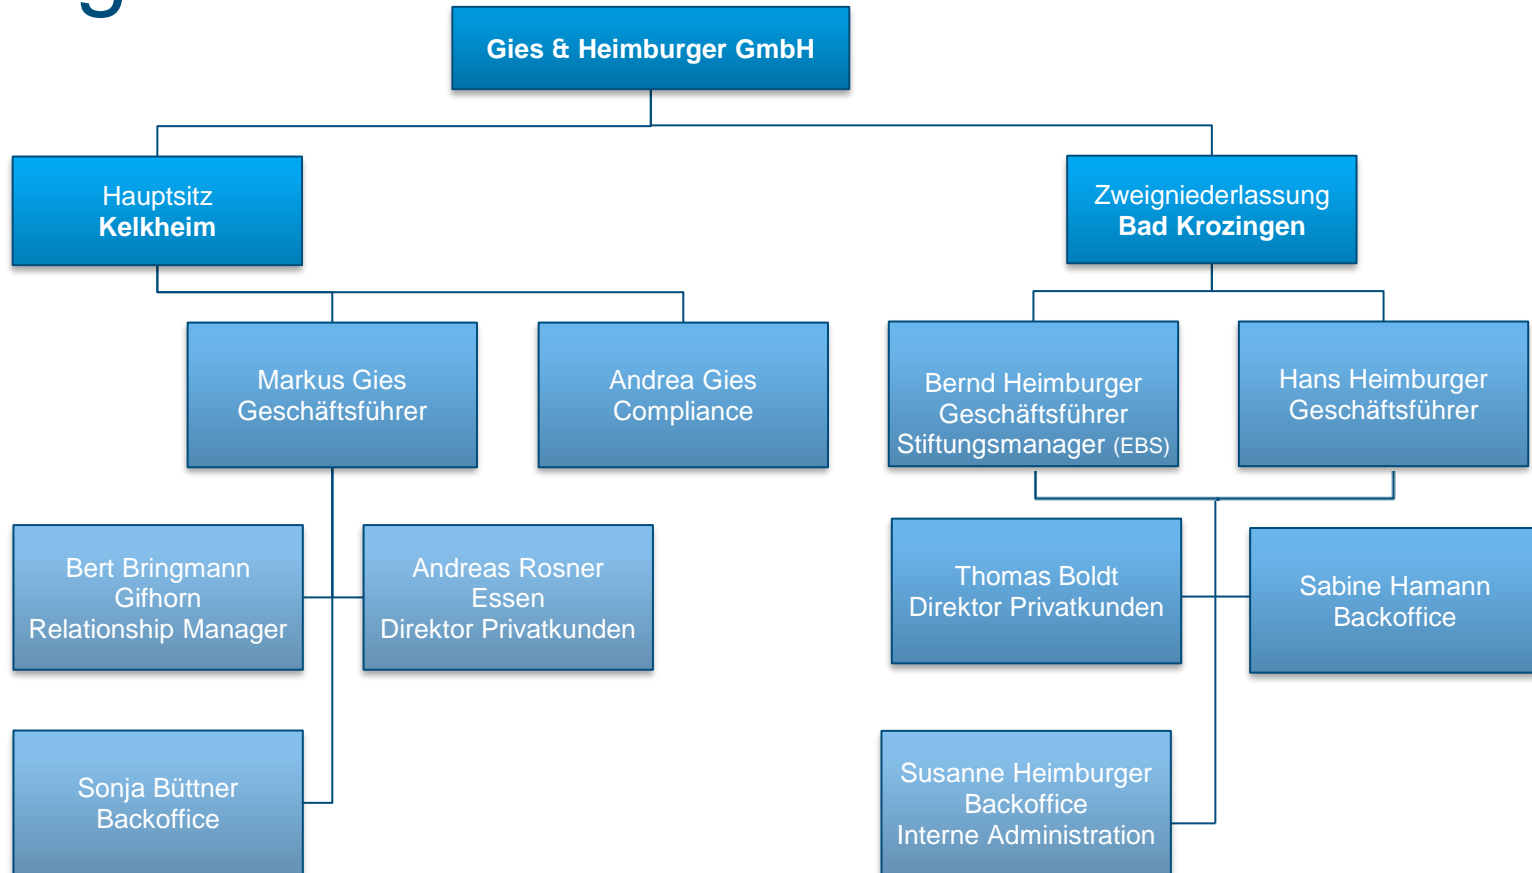 Gies & Heimburger GmbH
Hauptsitz
Kelkheim
Zweigniederlassung
Bad Krozingen
Markus Gies
Geschäftsführer
Andrea Gies
Compliance
Bernd Heimburger
Geschäftsführer
Stiftungsmanager (EBS)
Hans Heimburger
Geschäftsführer
Bert Bringmann
Gifhorn
Relationship Manager
Andreas Rosner
Essen
Direktor Privatkunden
Thomas Boldt
Direktor Privatkunden
Sabine Hamann
Backoffice
Sonja Büttner
Backoffice
Susanne Heimburger
Backoffice
Interne Administration